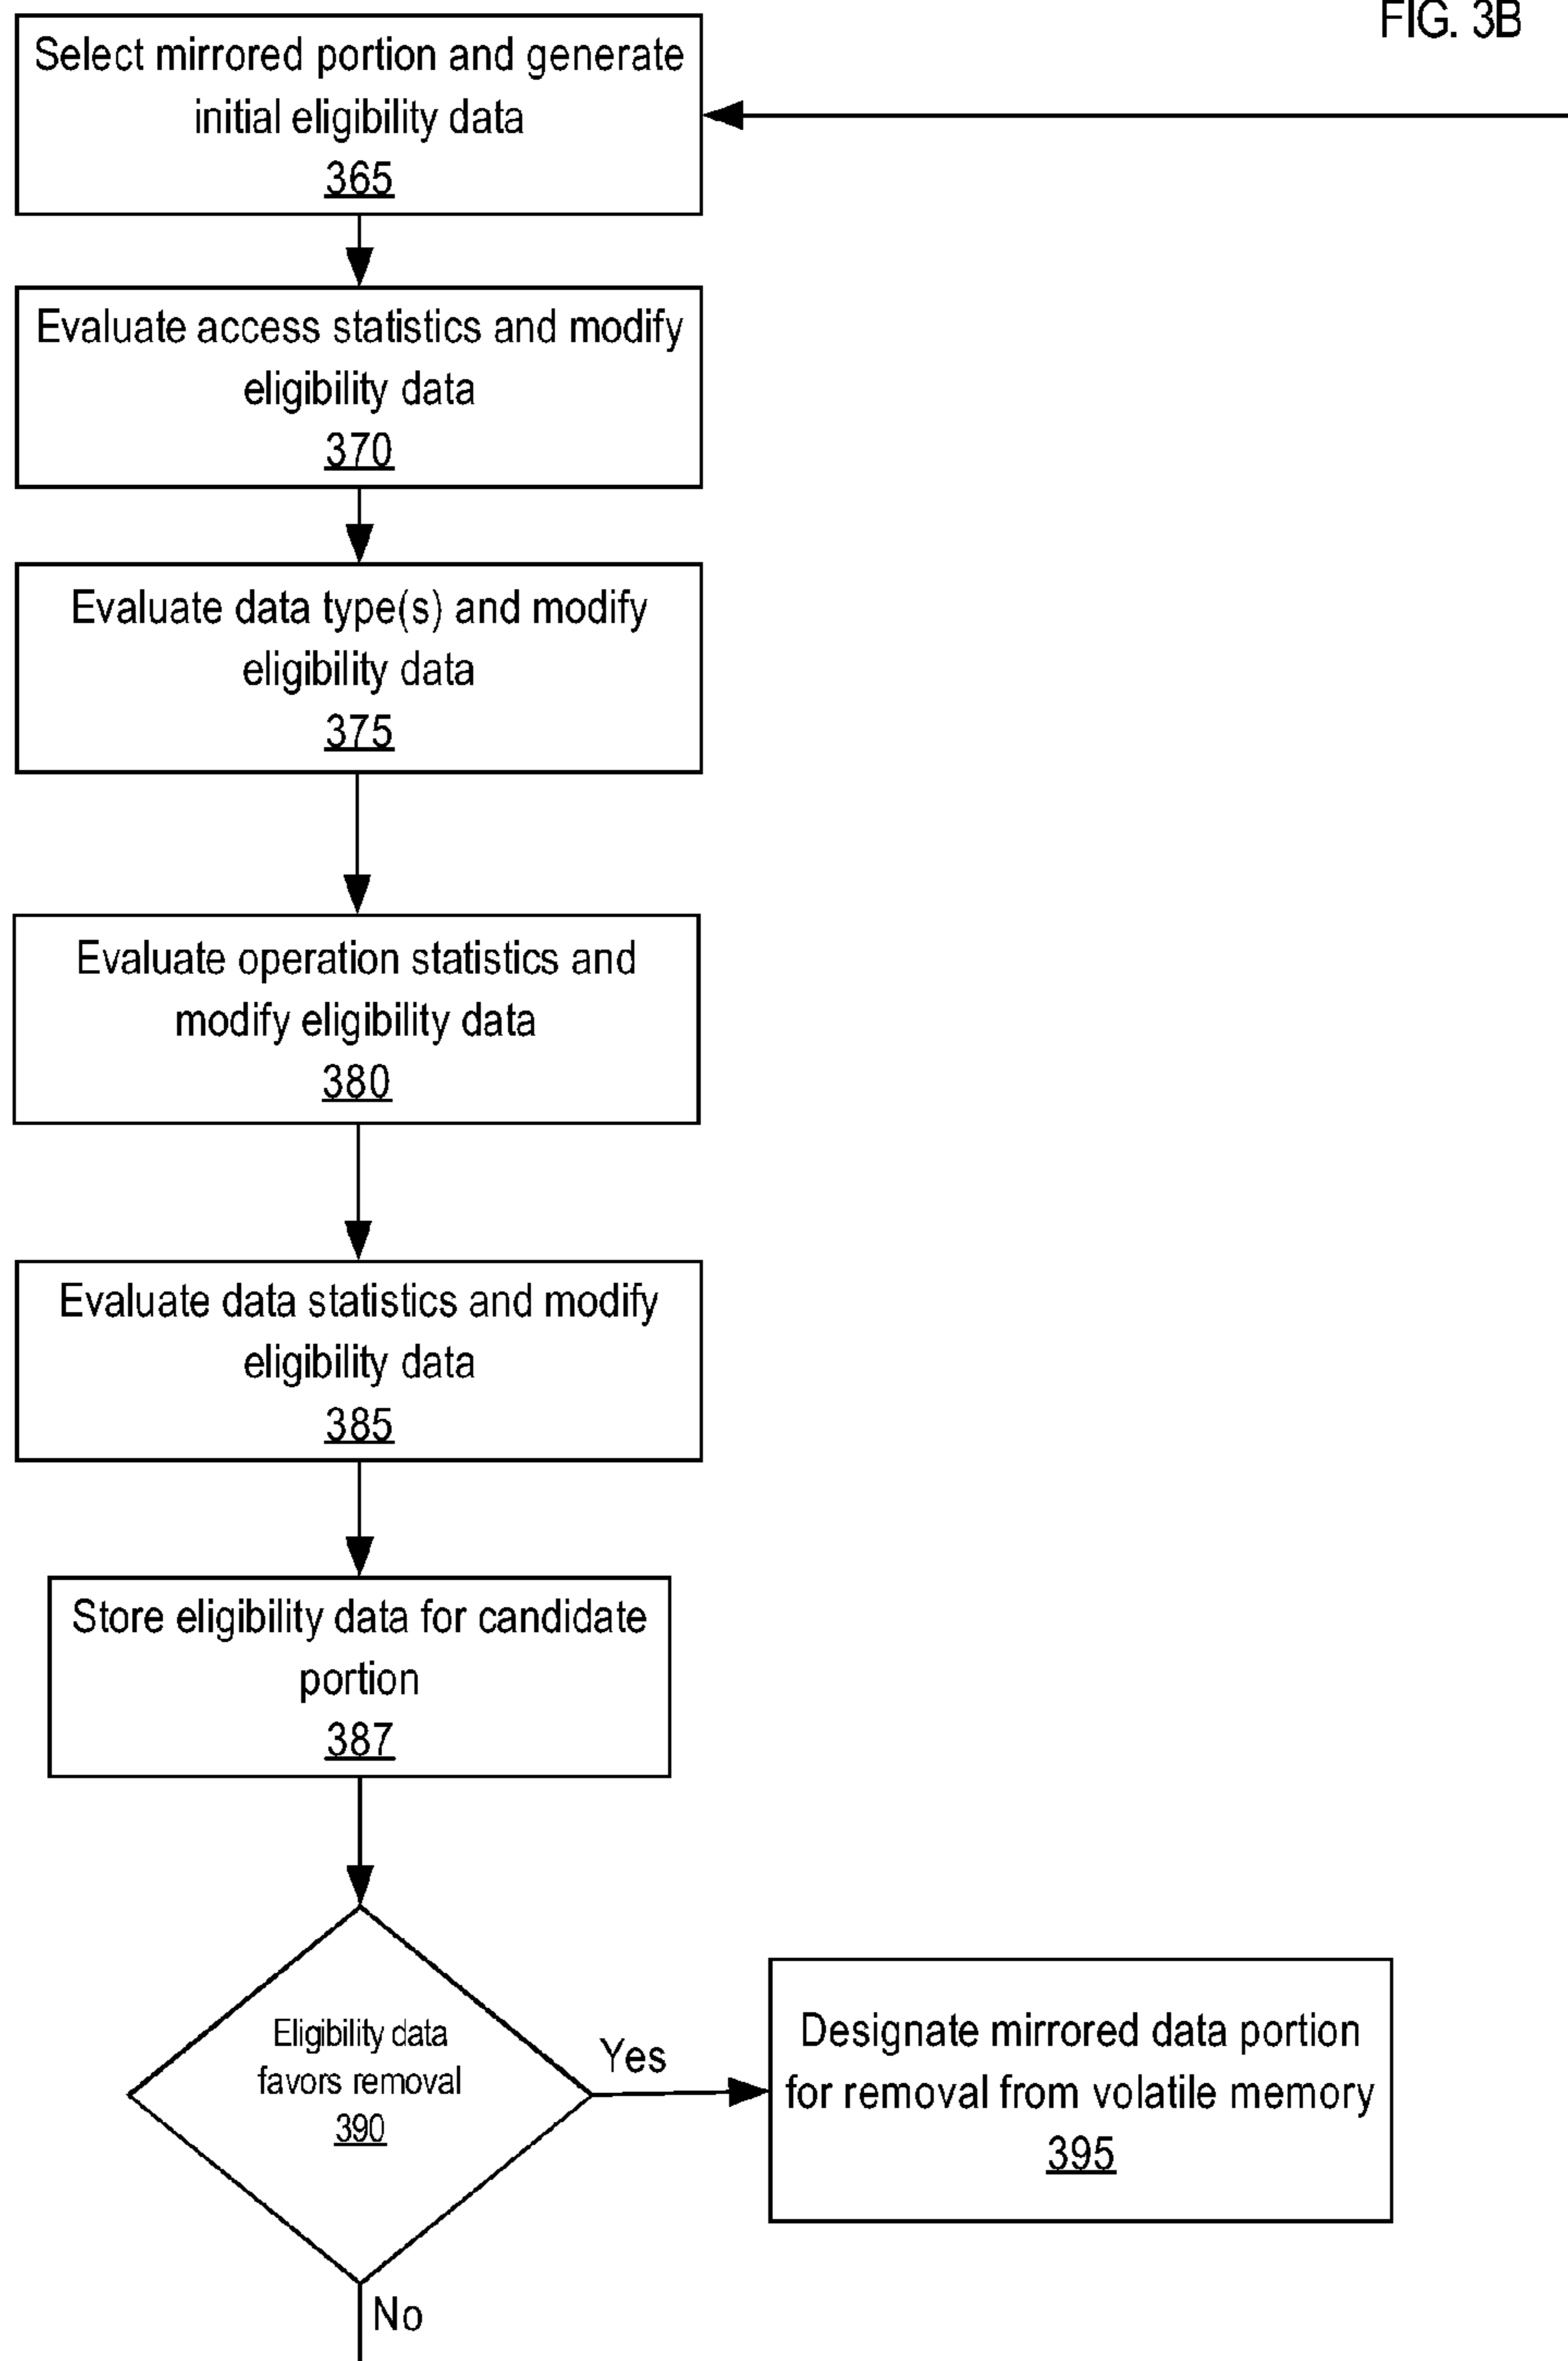 FIG. 3B
Select mirrored portion and generate
initial eligibility data
365
Evaluate access statistics and modify
eligibility data
370
Evaluate data type(s) and modify
eligibility data
375
Evaluate operation statistics and
modify eligibility data
380
Evaluate data statistics and modify
eligibility data
385
Store eligibility data for candidate
portion
387
Eligibility data
favors removal
390
Yes
Designate mirrored data portion
for removal from volatile memory
395
No